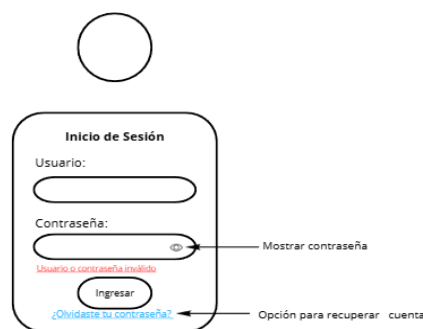 Inicio de Sesión
Usuario:
Contraseña:
Mostrar contraseña
Usuario o contraseña inválido
Ingresar
¿Olvidaste tu contraseña?
Opción para recuperar cuenta